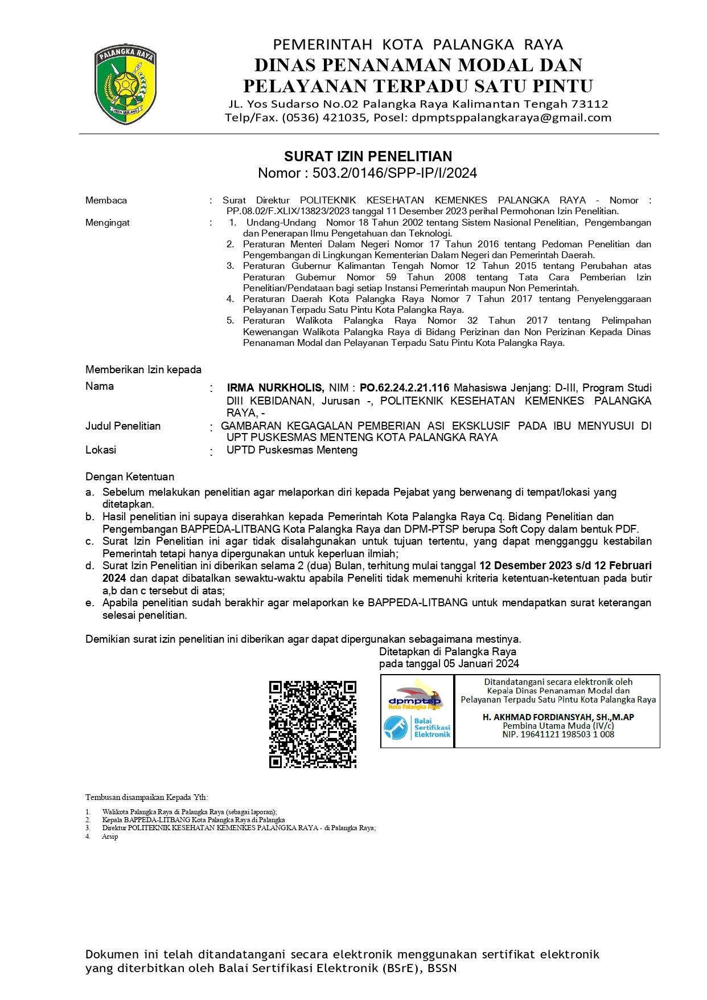 PALANGKA RAYA
ISEN MULANG
PEMERINTAH KOTA PALANGKA RAYA
DINAS PENANAMAN MODAL DAN
PELAYANAN TERPADU SATU PINTU
JL. Yos Sudarso No.02 Palangka Raya Kalimantan Tengah 73112
Telp/Fax. (0536) 421035, Posel: dpmptsppalangkaraya@gmail.com
SURAT IZIN PENELITIAN
Nomor : 503.2/0146/SPP-IP/I/2024
Membaca : Surat Direktur POLITEKNIK KESEHATAN KEMENKES PALANGKA RAYA - Nomor :
PP.08.02/F.XLIX/13823/2023 tanggal 11 Desember 2023 perihal Permohonan Izin Penelitian.
Mengingat : 1. Undang-Undang Nomor 18 Tahun 2002 tentang Sistem Nasional Penelitian, Pengembangan
dan Penerapan Ilmu Pengetahuan dan Teknologi.
2. Peraturan Menteri Dalam Negeri Nomor 17 Tahun 2016 tentang Pedoman Penelitian dan
Pengembangan di Lingkungan Kementerian Dalam Negeri dan Pemerintah Daerah.
3. Peraturan Gubernur Kalimantan Tengah Nomor 12 Tahun 2015 tentang Perubahan atas
Peraturan Gubernur Nomor 59 Tahun 2008 tentang Tata Cara Pemberian Izin
Penelitian/Pendataan bagi setiap Instansi Pemerintah maupun Non Pemerintah.
4. Peraturan Daerah Kota Palangka Raya Nomor 7 Tahun 2017 tentang Penyelenggaraan
Pelayanan Terpadu Satu Pintu Kota Palangka Raya.
5. Peraturan Walikota Palangka Raya Nomor 32 Tahun 2017 tentang Pelimpahan
Kewenangan Walikota Palangka Raya di Bidang Perizinan dan Non Perizinan Kepada Dinas
Penanaman Modal dan Pelayanan Terpadu Satu Pintu Kota Palangka Raya.
Memberikan Izin kepada
Nama : IRMA NURKHOLIS, NIM : PO.62.24.2.21.116 Mahasiswa Jenjang: D-III, Program Studi
DIII KEBIDANAN, Jurusan -, POLITEKNIK KESEHATAN KEMENKES PALANGKA
RAYA, -
Judul Penelitian : GAMBARAN KEGAGALAN PEMBERIAN ASI EKSKLUSIF PADA IBU MENYUSUI DI
UPT PUSKESMAS MENTENG KOTA PALANGKA RAYA
Lokasi : UPTD Puskesmas Menteng
Dengan Ketentuan
a. Sebelum melakukan penelitian agar melaporkan diri kepada Pejabat yang berwenang di tempat/lokasi yang
ditetapkan.
b. Hasil penelitian ini supaya diserahkan kepada Pemerintah Kota Palangka Raya Cq. Bidang Penelitian dan
Pengembangan BAPPEDA-LITBANG Kota Palangka Raya dan DPM-PTSP berupa Soft Copy dalam bentuk PDF.
c. Surat Izin Penelitian ini agar tidak disalahgunakan untuk tujuan tertentu, yang dapat mengganggu kestabilan
Pemerintah tetapi hanya dipergunakan untuk keperluan ilmiah;
d. Surat Izin Penelitian ini diberikan selama 2 (dua) Bulan, terhitung mulai tanggal 12 Desember 2023 s/d 12 Februari
2024 dan dapat dibatalkan sewaktu-waktu apabila Peneliti tidak memenuhi kriteria ketentuan-ketentuan pada butir
a,b dan c tersebut di atas;
e. Apabila penelitian sudah berakhir agar melaporkan ke BAPPEDA-LITBANG untuk mendapatkan surat keterangan
selesai penelitian.
Demikian surat izin penelitian ini diberikan agar dapat dipergunakan sebagaimana mestinya.
Ditetapkan di Palangka Raya
pada tanggal 05 Januari 2024
dpmptsp
Kota Palangka Raya
Balai
Sertifikasi
Elektronik
Ditandatangani secara elektronik oleh
Kepala Dinas Penanaman Modal dan
Pelayanan Terpadu Satu Pintu Kota Palangka Raya
H. AKHMAD FORDIANSYAH, SH.,M.AP
Pembina Utama Muda (IV/c)
NIP. 19641121 198503 1 008
Tembusan disampaikan Kepada Yth:
1. Walikota Palangka Raya di Palangka Raya (sebagai laporan);
2. Kepala BAPPEDA-LITBANG Kota Palangka Raya di Palangka
3. Direktur POLITEKNIK KESEHATAN KEMENKES PALANGKA RAYA - di Palangka Raya;
4. Arsip
Dokumen ini telah ditandatangani secara elektronik menggunakan sertifikat elektronik
yang diterbitkan oleh Balai Sertifikasi Elektronik (BSrE), BSSN